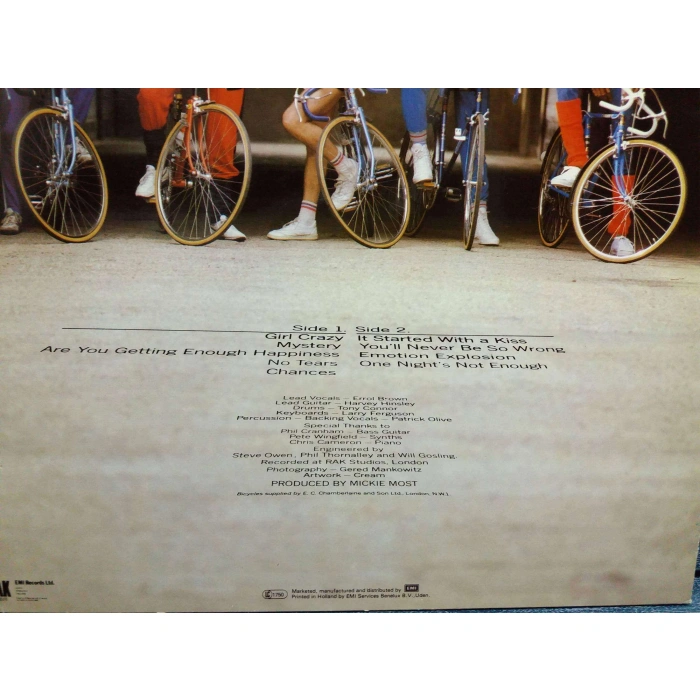 Side 1. Side 2.
Girl Crazy It Started With a Kiss
Mystery You'll Never Be So Wrong
Are You Getting Enough Happiness Emotion Explosion
No Tears One Night's Not Enough
Chances
Lead Vocals – Errol Brown
Lead Guitar – Harvey Hinsley
Drums – Tony Connor
Keyboards – Larry Ferguson
Percussion – Backing Vocals – Patrick Olive
Special Thanks to
Phil Cranham – Bass Guitar
Pete Wingfield – Synths
Chris Cameron – Piano
Engineered by
Steve Owen, Phil Thornalley and Will Gosling.
Recorded at RAK Studios, London
Photography – Gered Mankowitz
Artwork – Cream
PRODUCED BY MICKIE MOST
Bicycles supplied by E. C. Chamberlaine and Son Ltd., London, N.W.1.
AK EMI Records Ltd.
Marketed, manufactured and distributed by EMI
Printed in Holland by EMI Services Benelux B.V., Uden.